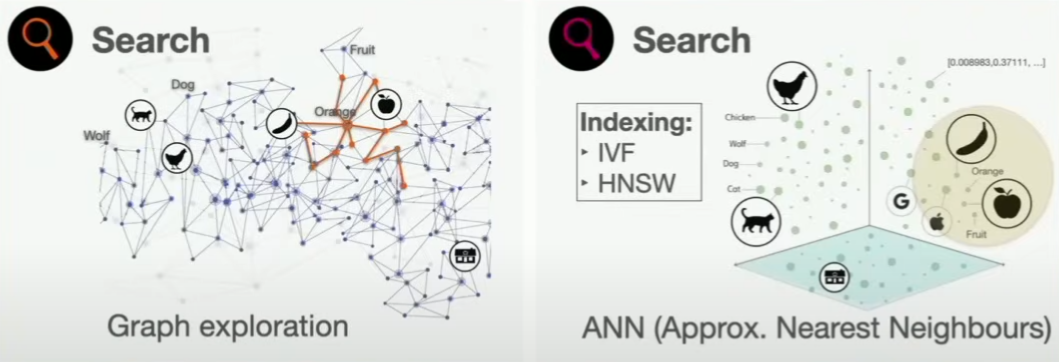 Search
Fruit
Dog
Orange
Wolf
Graph exploration
Search
[0.008983,0.37111, ...]
Indexing:
‣ IVF
‣ HNSW
Chicken
Wolf
Dog
Cat
Orange
G
Fruit
ANN (Approx. Nearest Neighbours)